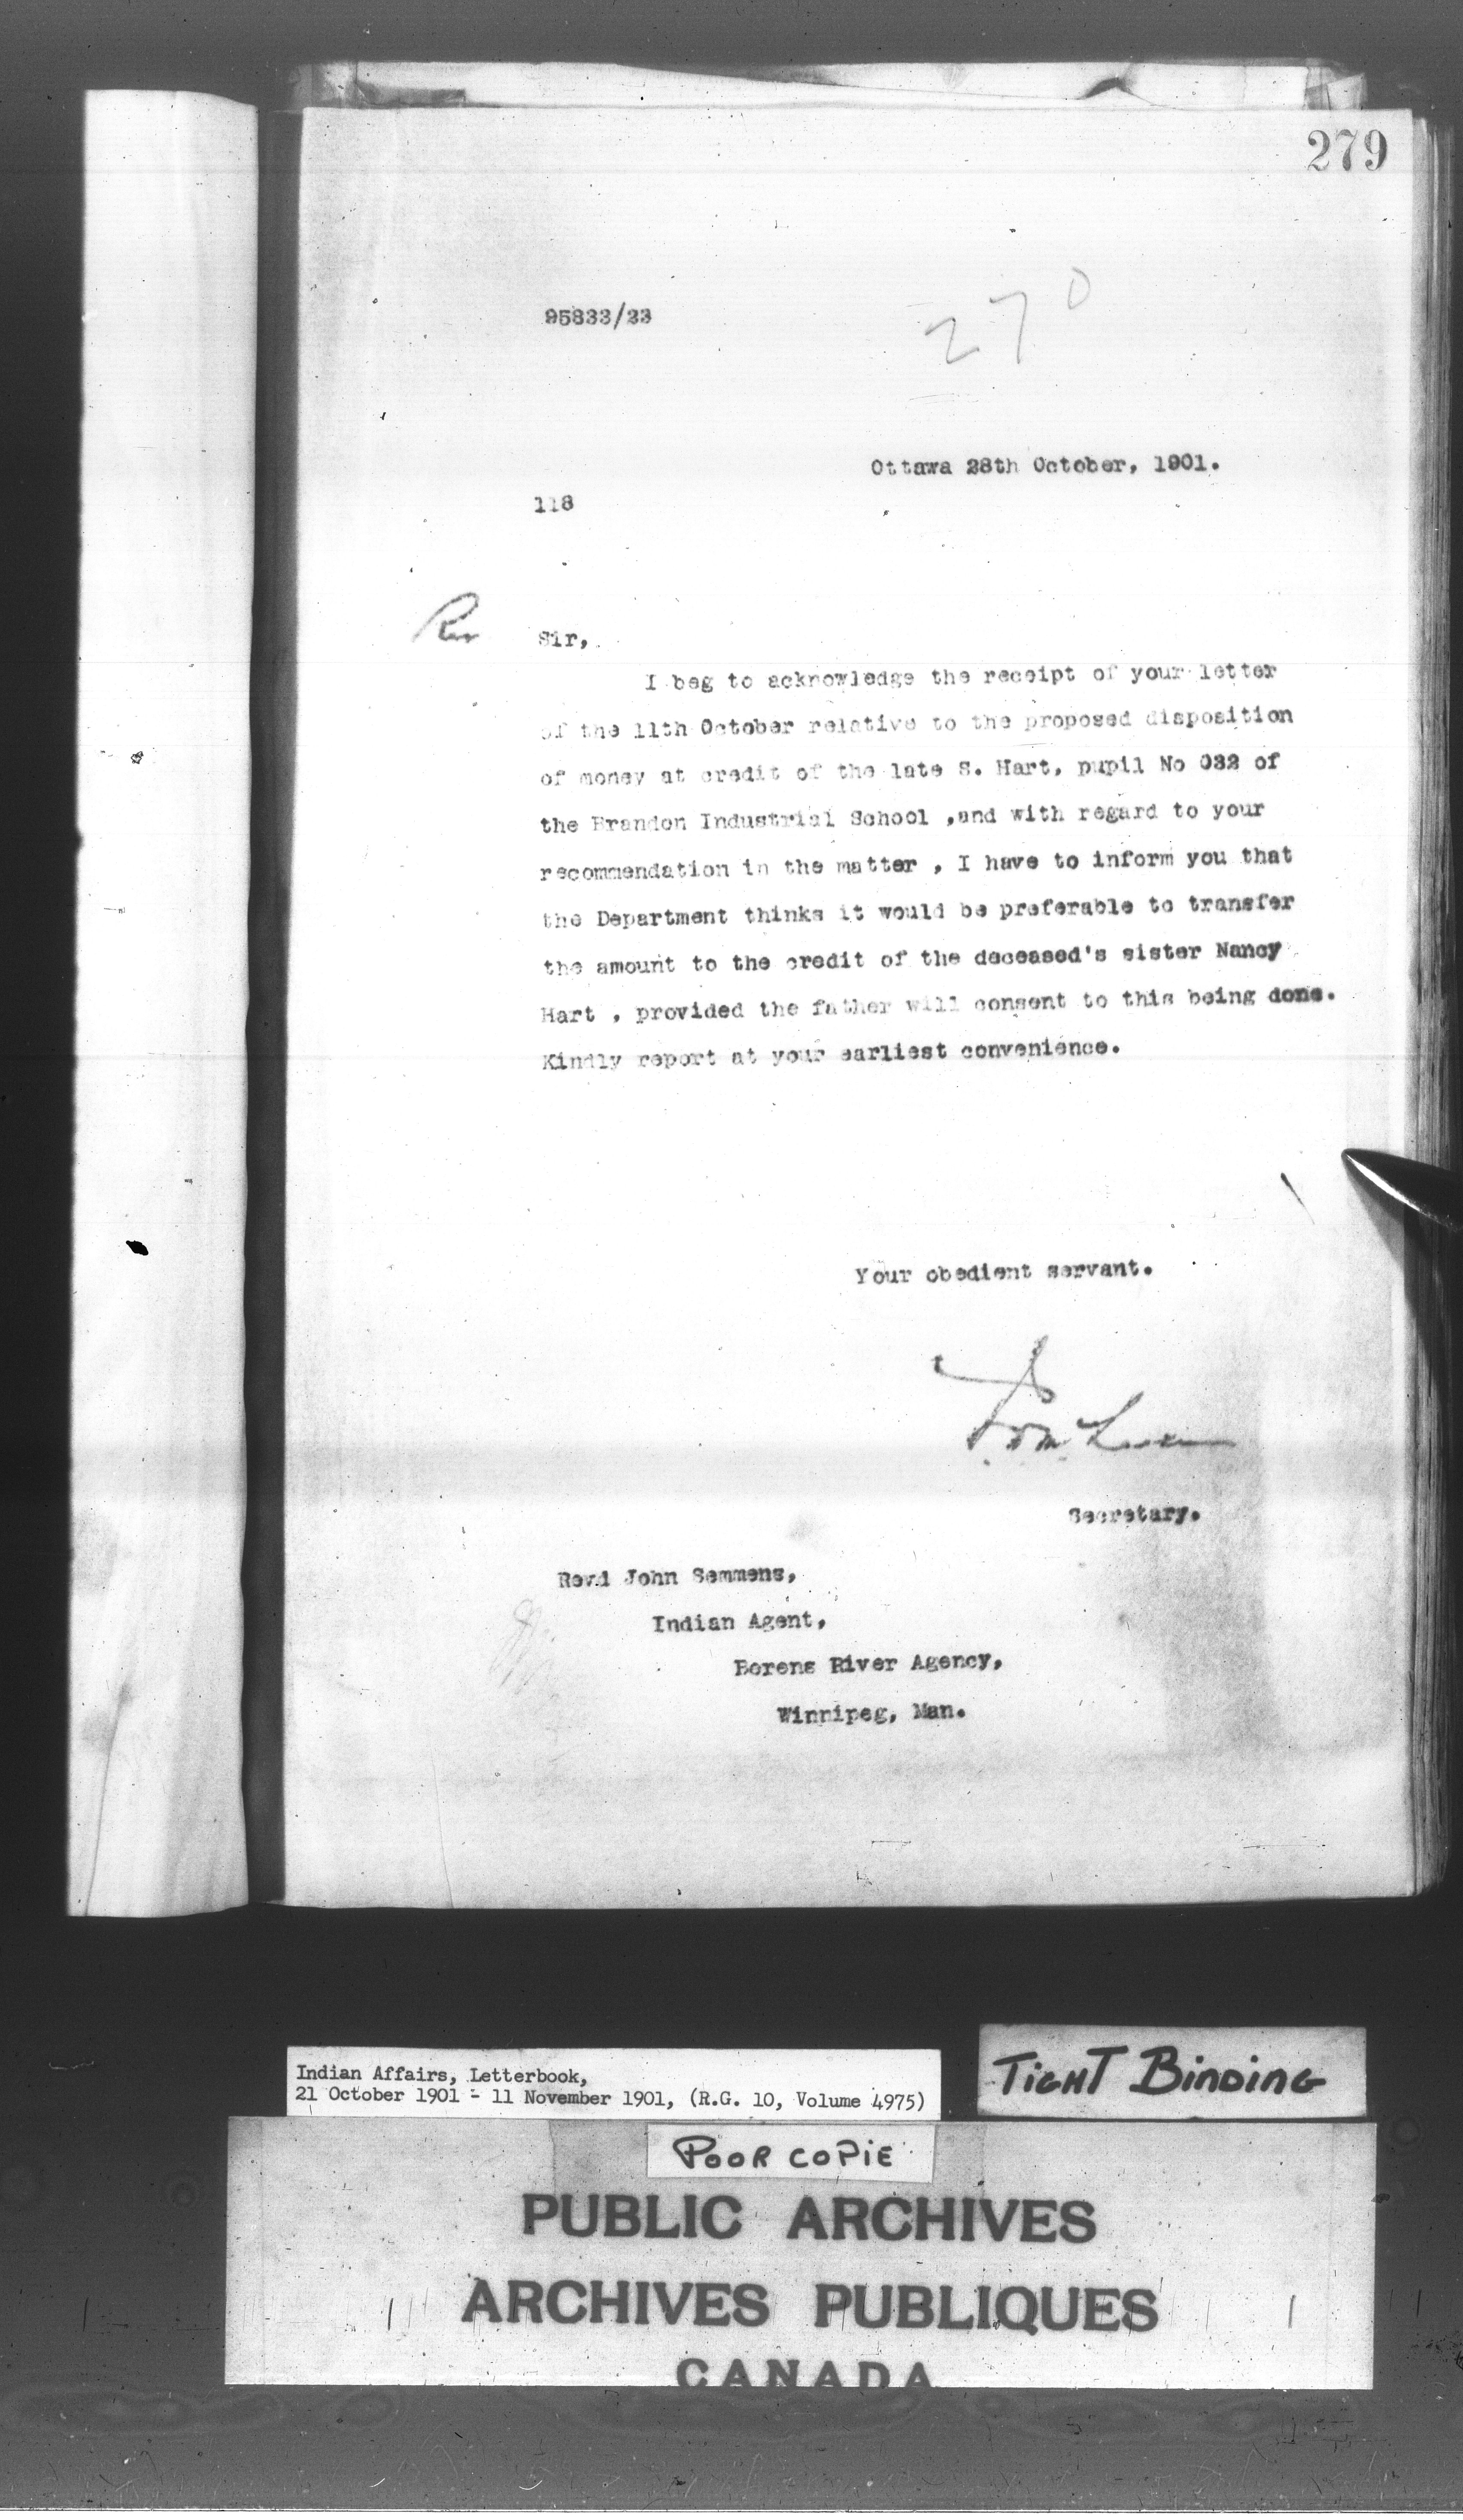 279
270
95833/23
Ottawa 28th October, 1901.
118
Sir,
I beg to acknowledge the receipt of your letter
of the 11th October relative to the proposed disposition
of money at credit of the late S. Hart, pupil No 032 of
the Brandon Industrial School ,and with regard to your
recommendation in the matter , I have to inform you that
the Department thinks it would be preferable to transfer
the amount to the credit of the deceased's sister Nancy
Hart , provided the father will consent to this being done.
Kindly report at your earliest convenience.
Your obedient servant.
Secretary.
Revd John Semmens,
Indian Agent,
Berens River Agency,
Winnipeg, Man.
Indian Affairs, Letterbook,
21 October 1901 - 11 November 1901, (R.G. 10, Volume 4975)
TIGHT BINDING
POOR COPIE
PUBLIC ARCHIVES
ARCHIVES PUBLIQUES
CANADA